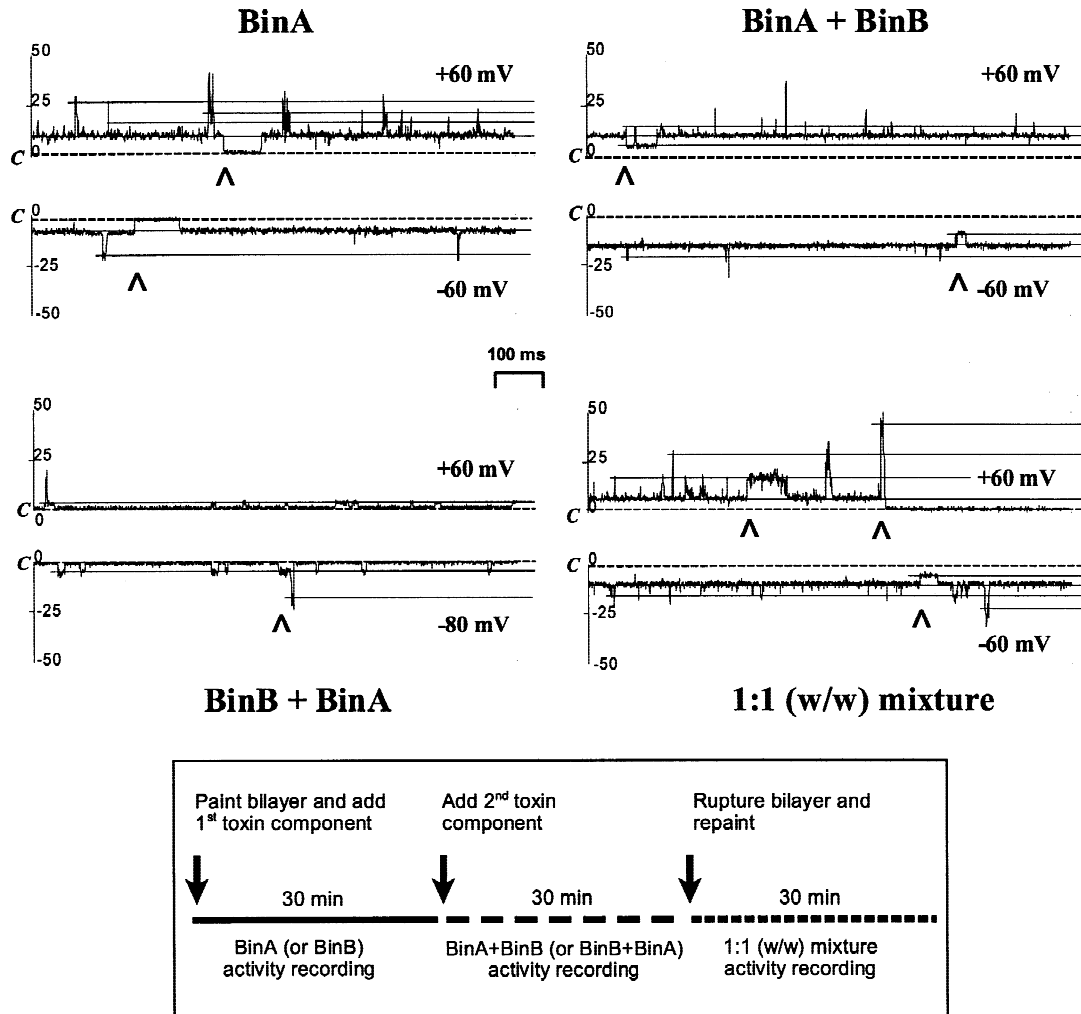 BinA
BinA + BinB
50
+60 mV
25
C 0
^
C 0
-25
^
-60 mV
-50
50
+60 mV
25
C 0
^
C 0
-25
^
-60 mV
-50
100 ms
50
25
+60 mV
C 0
C 0
-25
^
-80 mV
-50
50
25
+60 mV
C 0
^ ^
C 0
-25
^
-60 mV
-50
BinB + BinA
1:1 (w/w) mixture
Paint bilayer and add
1st toxin component
Add 2nd toxin
component
Rupture bilayer and
repaint
30 min
30 min
30 min
BinA (or BinB)
activity recording
BinA+BinB (or BinB+BinA)
activity recording
1:1 (w/w) mixture
activity recording